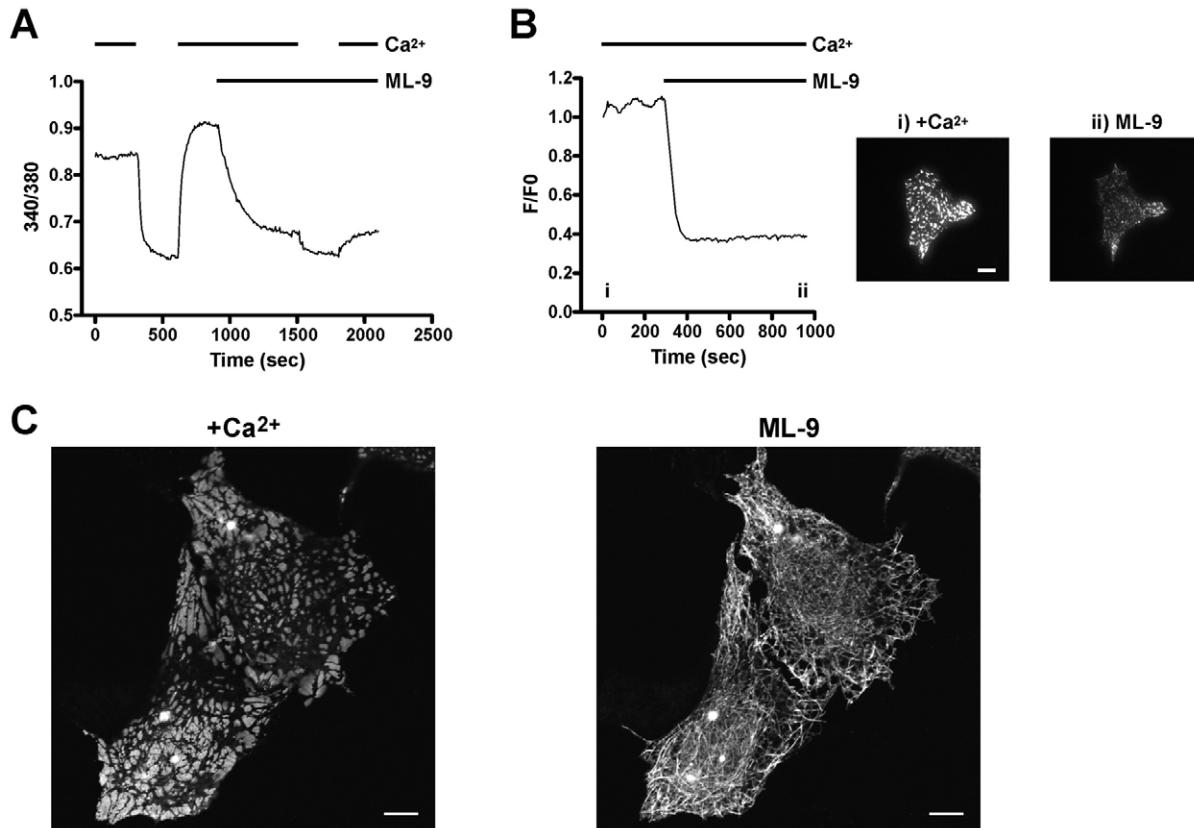 A
Ca²⁺
ML-9
1.0
0.9
0.8
0.7
0.6
0.5
340/380
0
500
1000
1500
2000
2500
Time (sec)
B
Ca²⁺
ML-9
1.2
1.0
0.8
0.6
0.4
0.2
0.0
F/F0
i
ii
0
200
400
600
800
1000
Time (sec)
i) +Ca²⁺
ii) ML-9
C
+Ca²⁺
ML-9